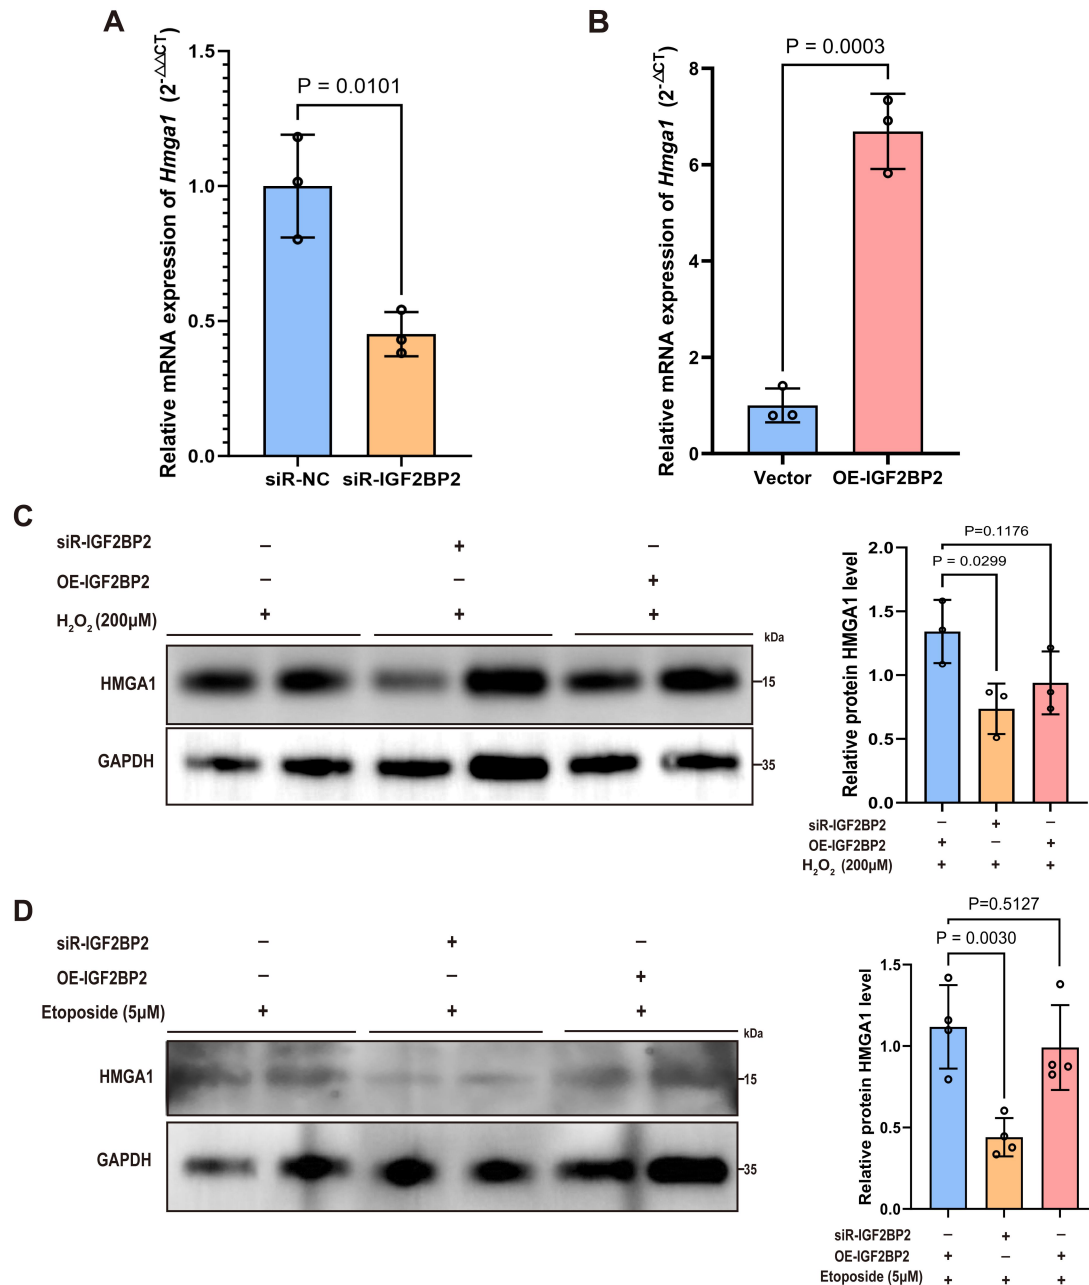 A
Relative mRNA expression of Hmga1 (2^-△△CT)
1.5
1.0
0.5
0.0
P = 0.0101
siR-NC siR-IGF2BP2
B
Relative mRNA expression of Hmga1 (2^-△CT)
8
6
4
2
0
P = 0.0003
Vector OE-IGF2BP2
C
siR-IGF2BP2 – + –
OE-IGF2BP2 – – +
H₂O₂ (200μM) + + +
kDa
HMGA1 15
GAPDH 35
Relative protein HMGA1 level
2.0
1.5
1.0
0.5
0.0
P=0.1176
P = 0.0299
siR-IGF2BP2 – + –
OE-IGF2BP2 + – +
H₂O₂ (200μM) + + +
D
siR-IGF2BP2 – + –
OE-IGF2BP2 – – +
Etoposide (5μM) + + +
kDa
HMGA1 15
GAPDH 35
Relative protein HMGA1 level
1.5
1.0
0.5
0.0
P=0.5127
P = 0.0030
siR-IGF2BP2 – + –
OE-IGF2BP2 + – +
Etoposide (5μM) + + +